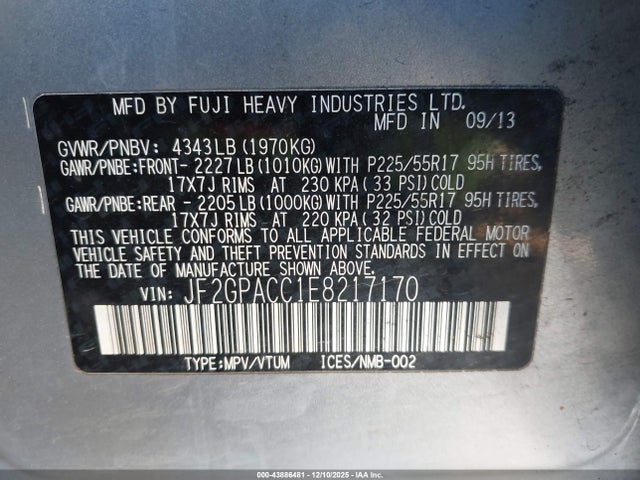 MFD BY FUJI HEAVY INDUSTRIES LTD.
MFD IN 09/13
GVWR/PNBV: 4343LB (1970KG)
GAWR/PNBE:FRONT- 2227LB (1010KG) WITH P225/55R17 95H TIRES,
17X7J RIMS AT 230 KPA (33 PSI) COLD
GAWR/PNBE:REAR - 2205LB (1000KG) WITH P225/55R17 95H TIRES,
17X7J RIMS AT 220 KPA (32 PSI) COLD
THIS VEHICLE CONFORMS TO ALL APPLICABLE FEDERAL MOTOR
VEHICLE SAFETY AND THEFT PREVENTION STANDARDS IN EFFECT
ON THE DATE OF MANUFACTURE SHOWN ABOVE.
VIN: JF2GPACC1E8217170
TYPE:MPV/VTUM ICES/NMB-002
000-43886481 - 12/10/2025 - IAA Inc.